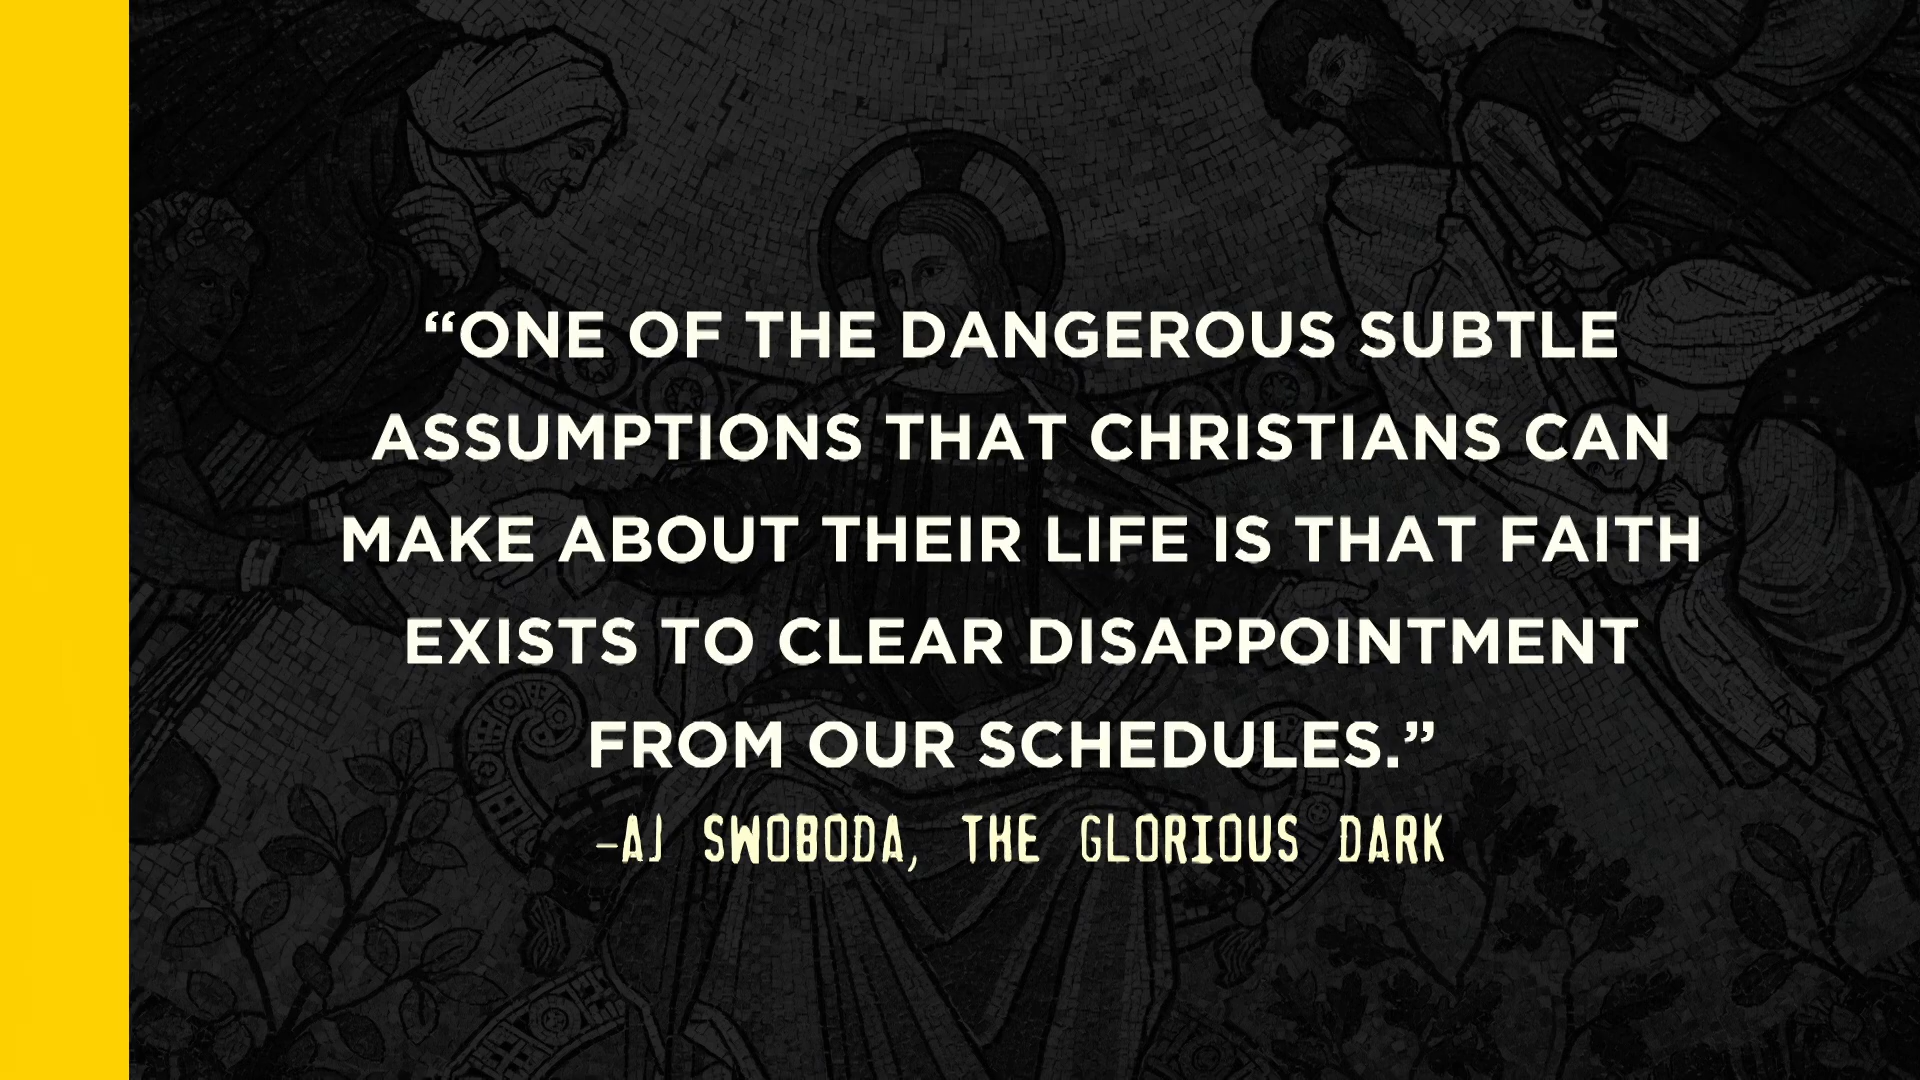 “ONE OF THE DANGEROUS SUBTLE
ASSUMPTIONS THAT CHRISTIANS CAN
MAKE ABOUT THEIR LIFE IS THAT FAITH
EXISTS TO CLEAR DISAPPOINTMENT
FROM OUR SCHEDULES.”
–AJ SWOBODA, THE GLORIOUS DARK